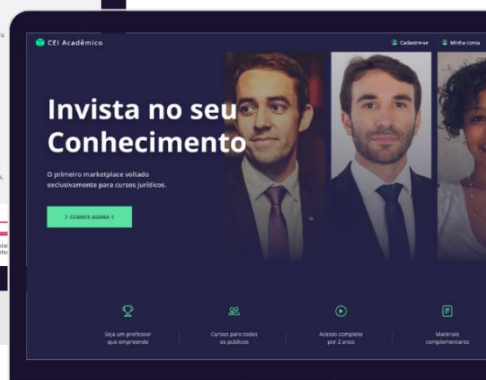 CEI Acadêmico
Cadastre-se
Minha conta
Invista no seu
Conhecimento
O primeiro marketplace voltado
exclusivamente para cursos jurídicos.
COMECE AGORA
Seja um professor
que empreende
Cursos para todos
os públicos
Acesso completo
por 2 anos
Materiais
complementares